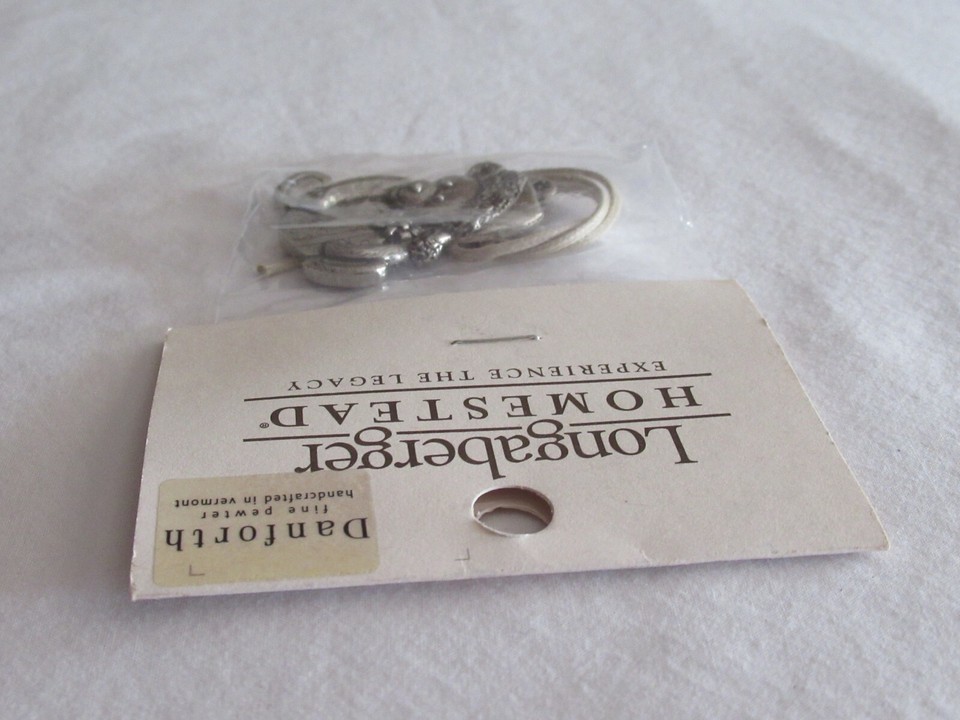 Longaberger
HOMESTEAD®
EXPERIENCE THE LEGACY
Danforth
fine pewter
handcrafted in vermont